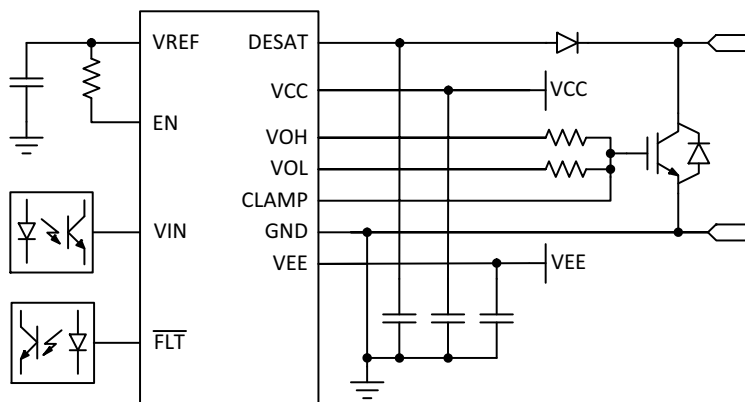 VREF
DESAT
VCC
VCC
EN
VOH
VOL
CLAMP
VIN
GND
VEE
VEE
FLT